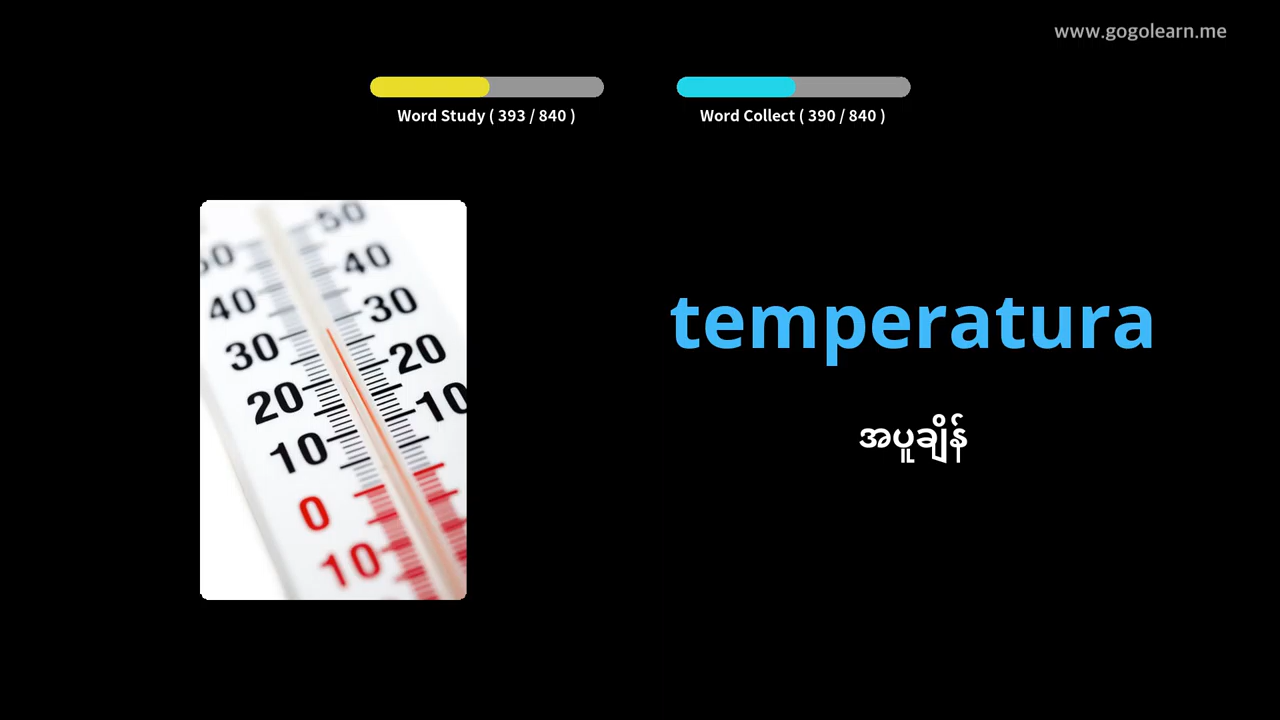 www.gogolearn.me
Word Study ( 393 / 840 )
Word Collect ( 390 / 840 )
50
40
40
30
30
20
20
10
10
0
10
temperatura
အပူချိန်